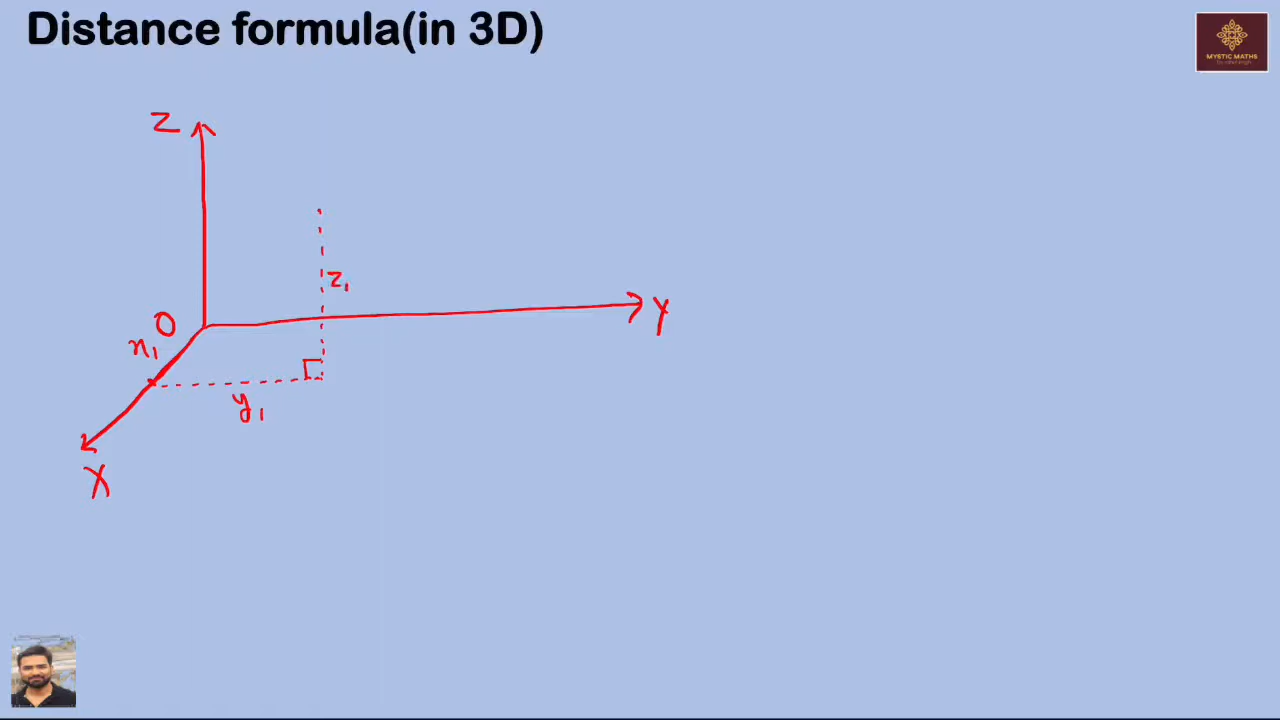 Distance formula(in 3D)
MYSTIC MATHS
Z
z₁
O
Y
x₁
y₁
X